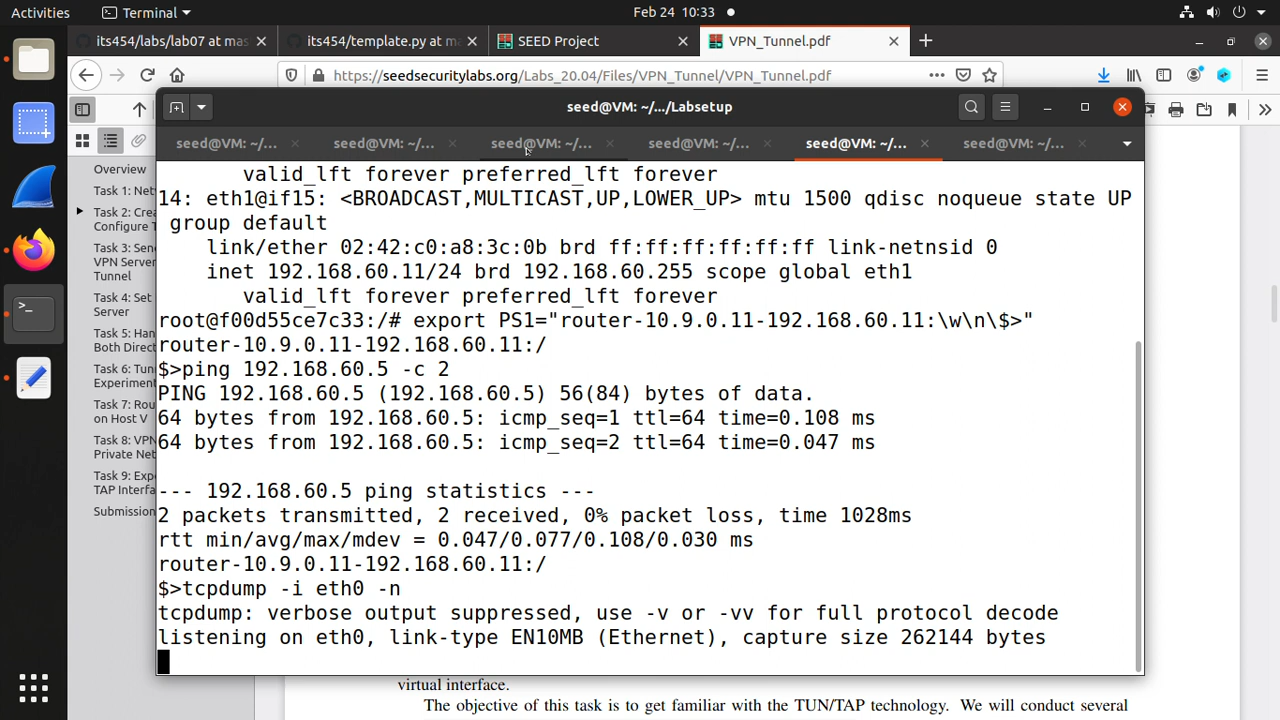 Activities
Terminal
Feb 24 10:33
its454/labs/lab07 at mas
its454/template.py at ma
SEED Project
VPN_Tunnel.pdf
https://seedsecuritylabs.org/Labs_20.04/Files/VPN_Tunnel/VPN_Tunnel.pdf
seed@VM: ~/.../Labsetup
seed@VM: ~/...
seed@VM: ~/...
seed@VM: ~/...
seed@VM: ~/...
seed@VM: ~/...
seed@VM: ~/...
Overview
Task 1: Net
Task 2: Crea
Configure T
Task 3: Sen
VPN Server
Tunnel
Task 4: Set
Server
Task 5: Han
Both Direct
Task 6: Tun
Experiment
Task 7: Rou
on Host V
Task 8: VPN
Private Net
Task 9: Exp
TAP Interfa
Submission
valid_lft forever preferred_lft forever
14: eth1@if15: <BROADCAST,MULTICAST,UP,LOWER_UP> mtu 1500 qdisc noqueue state UP
group default
link/ether 02:42:c0:a8:3c:0b brd ff:ff:ff:ff:ff:ff link-netnsid 0
inet 192.168.60.11/24 brd 192.168.60.255 scope global eth1
valid_lft forever preferred_lft forever
root@f00d55ce7c33:/# export PS1="router-10.9.0.11-192.168.60.11:\w\n\$>"
router-10.9.0.11-192.168.60.11:/
$>ping 192.168.60.5 -c 2
PING 192.168.60.5 (192.168.60.5) 56(84) bytes of data.
64 bytes from 192.168.60.5: icmp_seq=1 ttl=64 time=0.108 ms
64 bytes from 192.168.60.5: icmp_seq=2 ttl=64 time=0.047 ms
--- 192.168.60.5 ping statistics ---
2 packets transmitted, 2 received, 0% packet loss, time 1028ms
rtt min/avg/max/mdev = 0.047/0.077/0.108/0.030 ms
router-10.9.0.11-192.168.60.11:/
$>tcpdump -i eth0 -n
tcpdump: verbose output suppressed, use -v or -vv for full protocol decode
listening on eth0, link-type EN10MB (Ethernet), capture size 262144 bytes
virtual interface.
The objective of this task is to get familiar with the TUN/TAP technology. We will conduct several